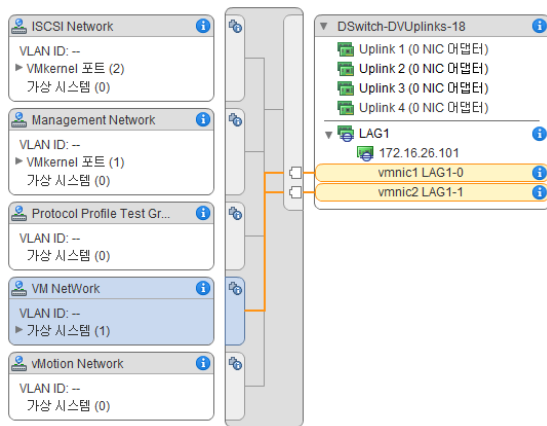 ISCSI Network
VLAN ID: --
VMkernel 포트 (2)
가상 시스템 (0)
Management Network
VLAN ID: --
VMkernel 포트 (1)
가상 시스템 (0)
Protocol Profile Test Gr...
VLAN ID: --
가상 시스템 (0)
VM NetWork
VLAN ID: --
가상 시스템 (1)
vMotion Network
VLAN ID: --
가상 시스템 (0)
DSwitch-DVUplinks-18
Uplink 1 (0 NIC 어댑터)
Uplink 2 (0 NIC 어댑터)
Uplink 3 (0 NIC 어댑터)
Uplink 4 (0 NIC 어댑터)
LAG1
172.16.26.101
vmnic1 LAG1-0
vmnic2 LAG1-1